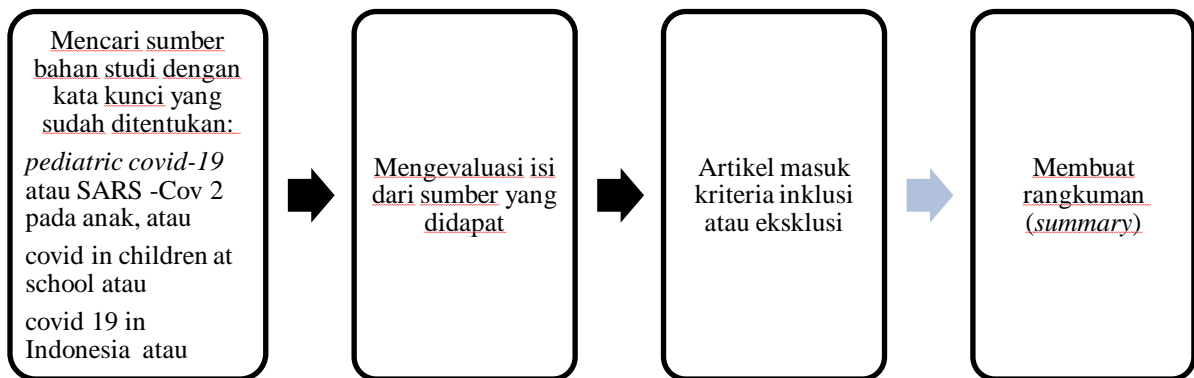 Mencari sumber
bahan studi dengan
kata kunci yang
sudah ditentukan:
pediatric covid-19
atau SARS -Cov 2
pada anak, atau
covid in children at
school atau
covid 19 in
Indonesia atau
Mengevaluasi isi
dari sumber yang
didapat
Artikel masuk
kriteria inklusi
atau eksklusi
Membuat
rangkuman
(summary)